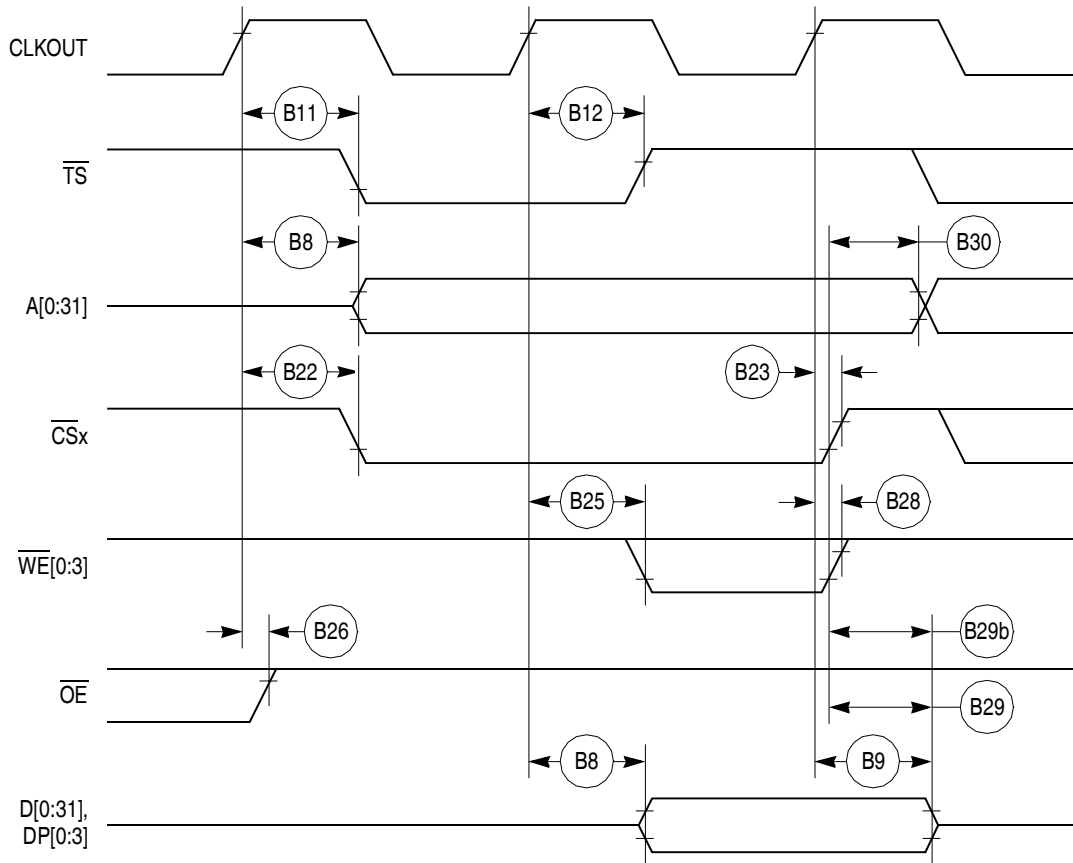 CLKOUT
B11
B12
TS
B8
B30
A[0:31]
B22
B23
CSx
B25
B28
WE[0:3]
B26
B29b
OE
B29
B8
B9
D[0:31],
DP[0:3]